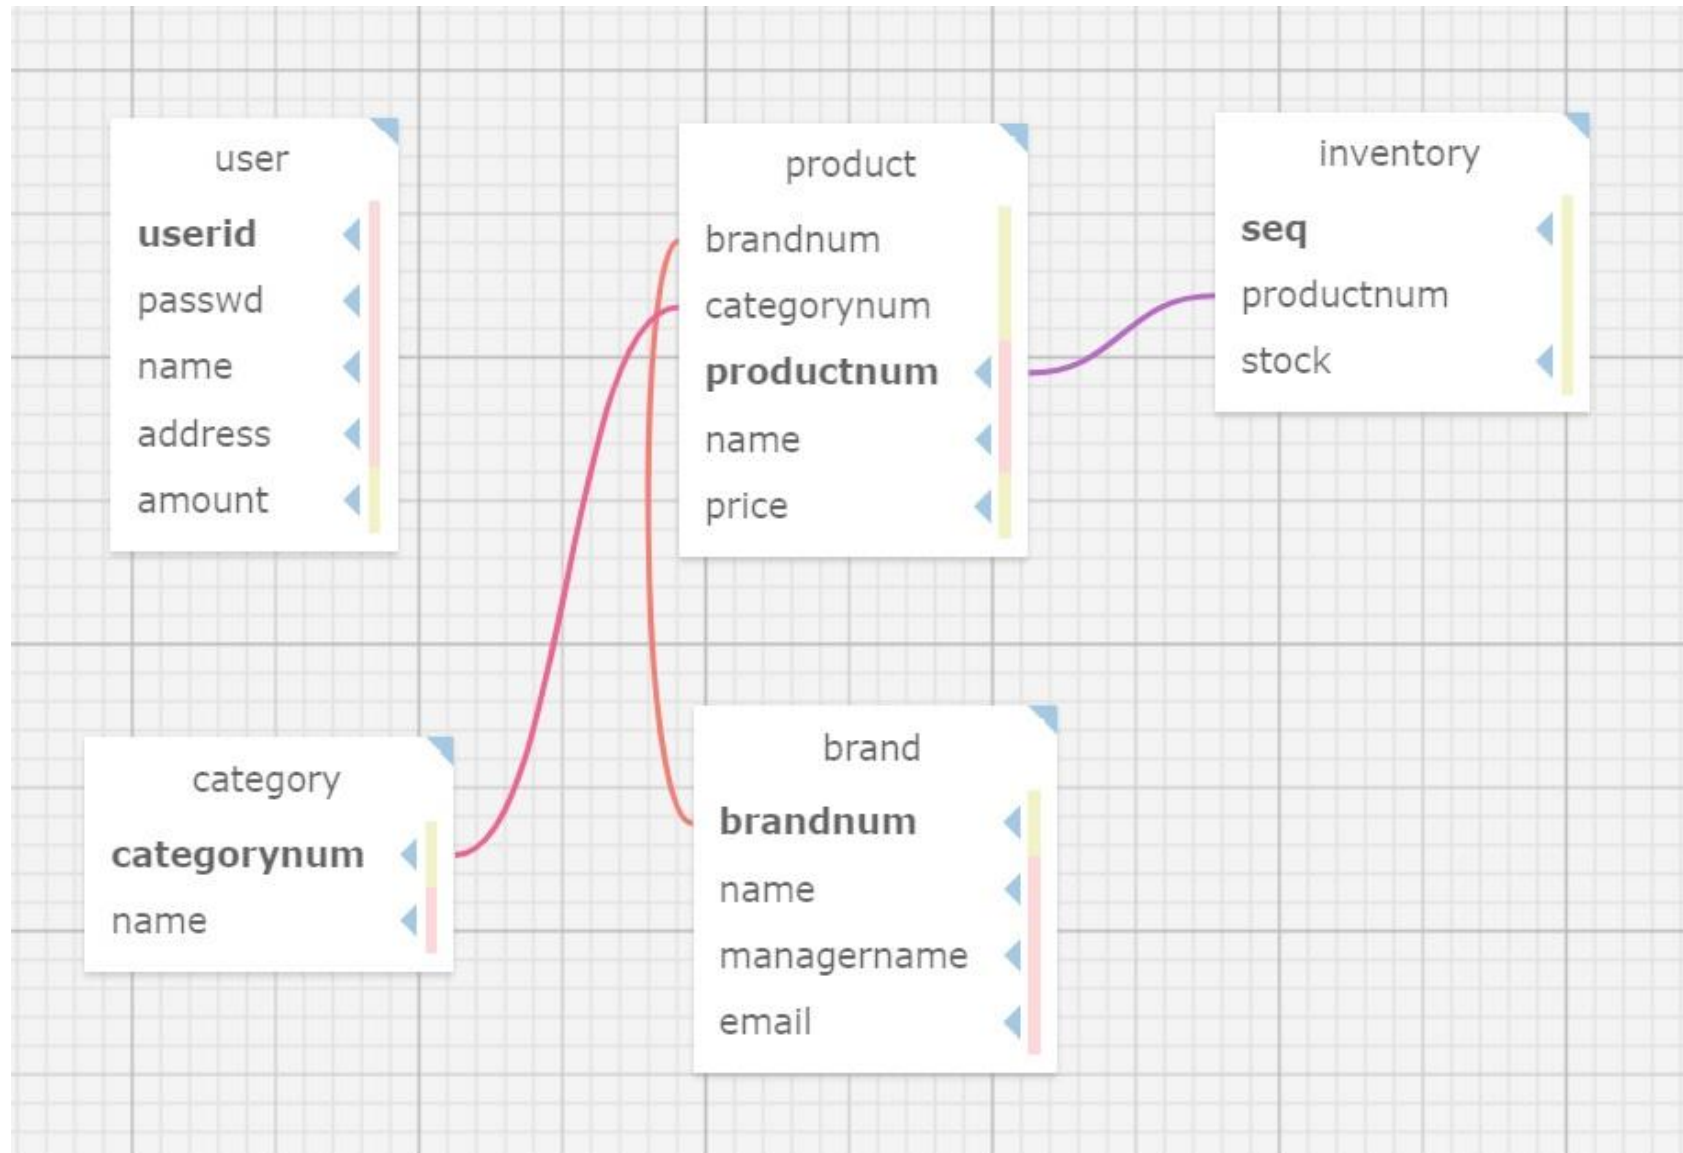 user
userid
passwd
name
address
amount
product
brandnum
categorynum
productnum
name
price
inventory
seq
productnum
stock
category
categorynum
name
brand
brandnum
name
managername
email